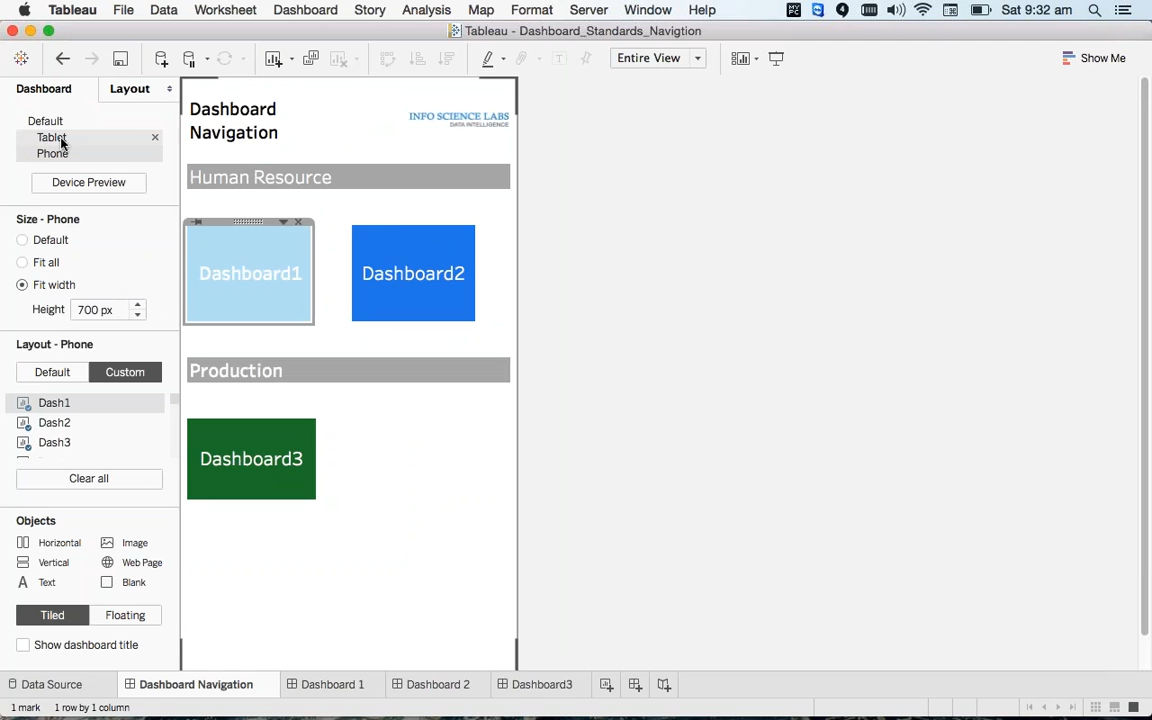 Tableau File Data Worksheet Dashboard Story Analysis Map Format Server Window Help Sat 9:32 am
Tableau - Dashboard_Standards_Navigtion
Entire View Show Me
Dashboard Layout
Default
Tablet
Phone
Device Preview
Size - Phone
Default
Fit all
Fit width
Height 700 px
Layout - Phone
Default Custom
Dash1
Dash2
Dash3
Clear all
Objects
Horizontal Image
Vertical Web Page
A Text Blank
Tiled Floating
Show dashboard title
Dashboard
Navigation
INFO SCIENCE LABS
DATA INTELLIGENCE
Human Resource
Dashboard1 Dashboard2
Production
Dashboard3
Data Source Dashboard Navigation Dashboard 1 Dashboard 2 Dashboard3
1 mark 1 row by 1 column